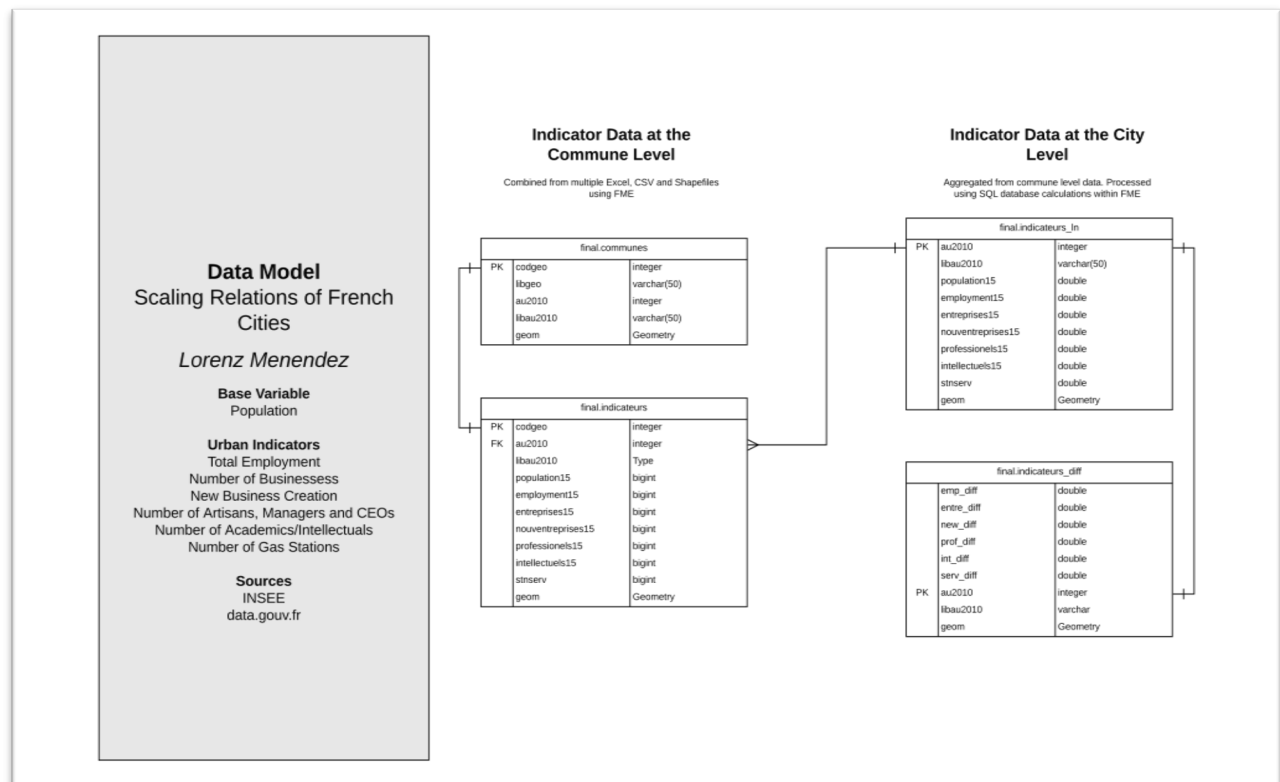 Data Model
Scaling Relations of French
Cities
Lorenz Menendez
Base Variable
Population
Urban Indicators
Total Employment
Number of Businessess
New Business Creation
Number of Artisans, Managers and CEOs
Number of Academics/Intellectuals
Number of Gas Stations
Sources
INSEE
data.gouv.fr
Indicator Data at the
Commune Level
Combined from multiple Excel, CSV and Shapefiles
using FME
final.communes
PK codgeo integer
libgeo varchar(50)
au2010 integer
libau2010 varchar(50)
geom Geometry
final.indicateurs
PK codgeo integer
FK au2010 integer
libau2010 Type
population15 bigint
employment15 bigint
entreprises15 bigint
nouventreprises15 bigint
professionels15 bigint
intellectuels15 bigint
stnserv bigint
geom Geometry
Indicator Data at the City
Level
Aggregated from commune level data. Processed
using SQL database calculations within FME
final.indicateurs_ln
PK au2010 integer
libau2010 varchar(50)
population15 double
employment15 double
entreprises15 double
nouventreprises15 double
professionels15 double
intellectuels15 double
stnserv double
geom Geometry
final.indicateurs_diff
emp_diff double
entre_diff double
new_diff double
prof_diff double
int_diff double
serv_diff double
PK au2010 integer
libau2010 varchar
geom Geometry